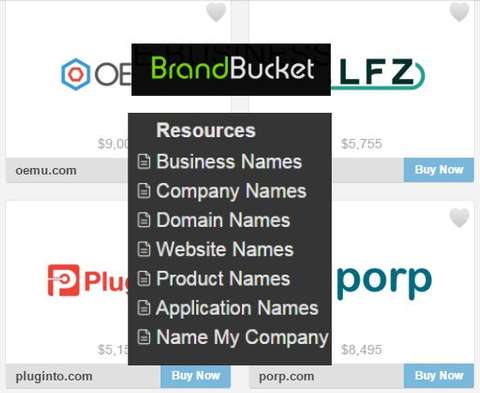 BrandBucket
LFZ
$5,755
oemu.com
Buy Now
Resources
Business Names
Company Names
Domain Names
Website Names
Product Names
Application Names
Name My Company
porp
$8,495
pluginto.com
Buy Now
porp.com
Buy Now